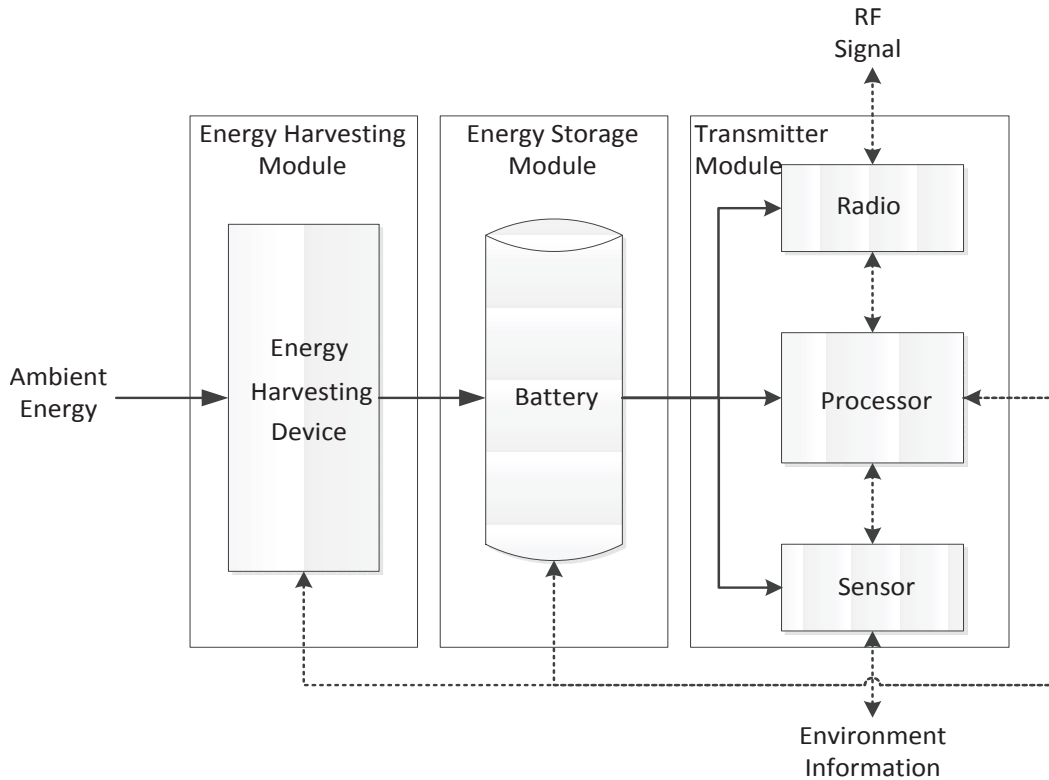 RF
Signal
Energy Harvesting
Module
Energy Storage
Module
Transmitter
Module
Radio
Ambient
Energy
Energy
Harvesting
Device
Battery
Processor
Sensor
Environment
Information